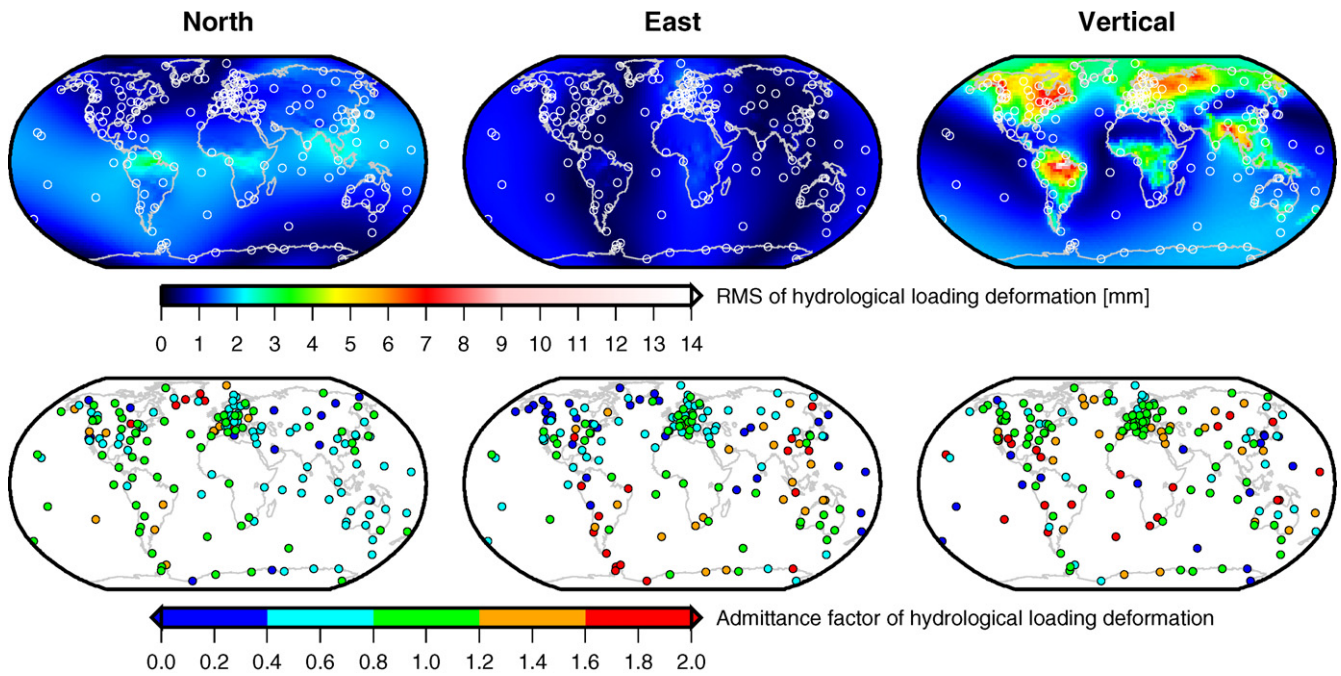 North East Vertical
RMS of hydrological loading deformation [mm]
0 1 2 3 4 5 6 7 8 9 10 11 12 13 14
Admittance factor of hydrological loading deformation
0.0 0.4 0.6 0.8 1.0 1.2 1.4 1.6 1.8 2.0